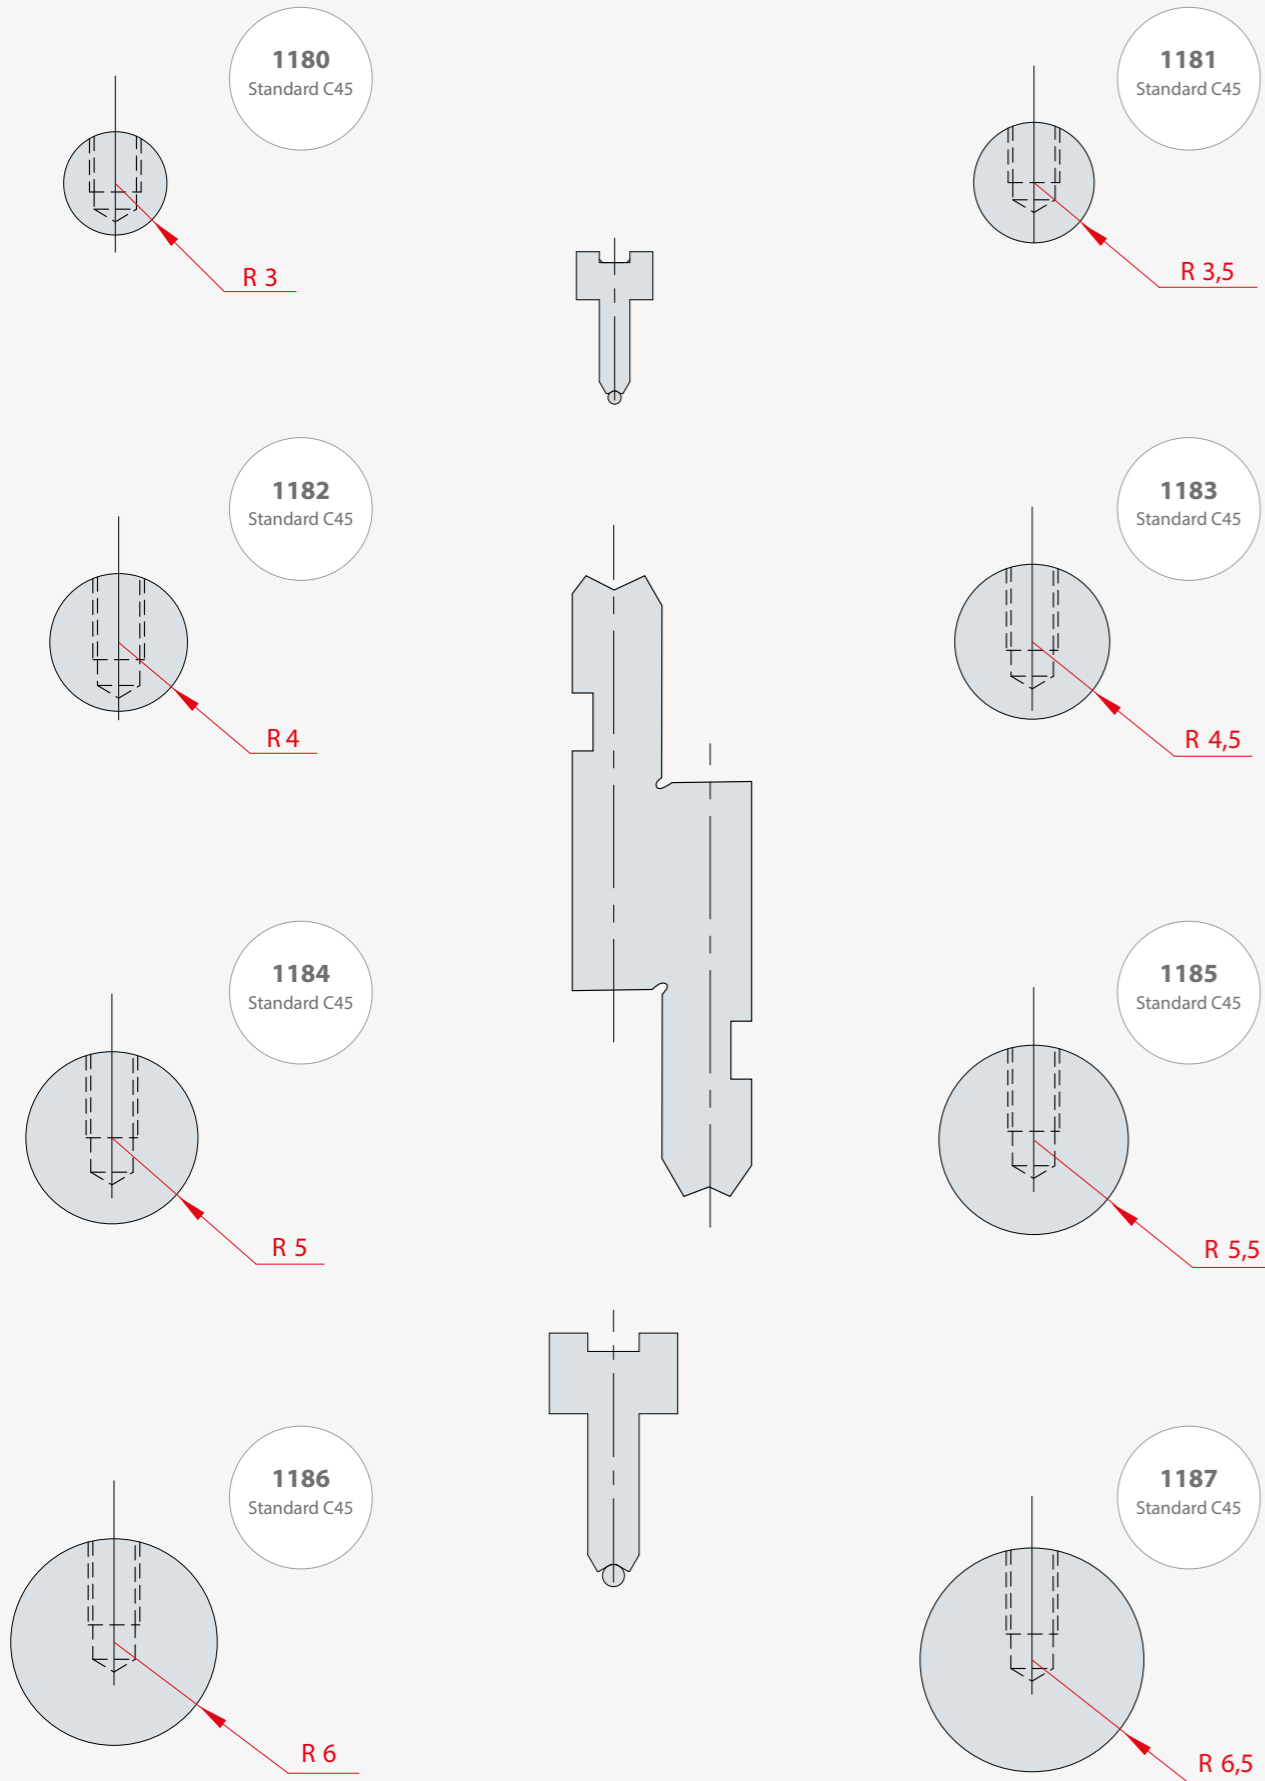 1180
Standard C45
R 3
1181
Standard C45
R 3,5
1182
Standard C45
R 4
1183
Standard C45
R 4,5
1184
Standard C45
R 5
1185
Standard C45
R 5,5
1186
Standard C45
R 6
1187
Standard C45
R 6,5